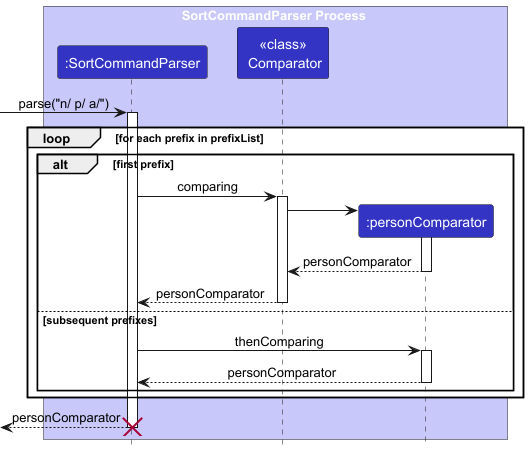 SortCommandParser Process
«class»
:SortCommandParser
Comparator
parse("n/ p/ a/")
loop
[for each prefix in prefixList]
alt
[first prefix]
comparing
:personComparator
personComparator
personComparator
[subsequent prefixes]
thenComparing
personComparator
personComparator